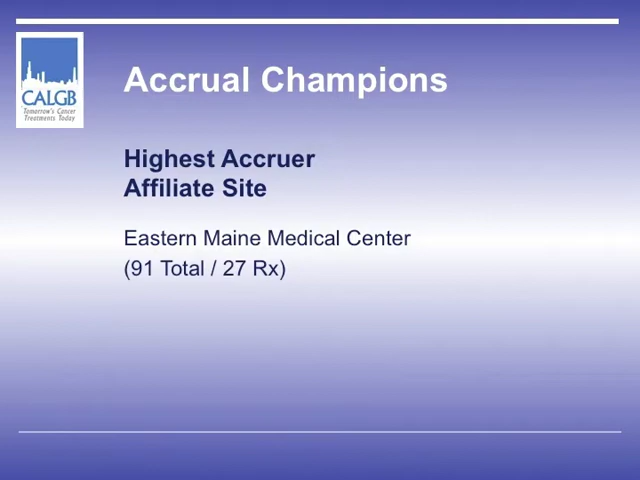 CALGB
Tomorrow's Cancer
Treatments Today
Accrual Champions
Highest Accruer
Affiliate Site
Eastern Maine Medical Center
(91 Total / 27 Rx)